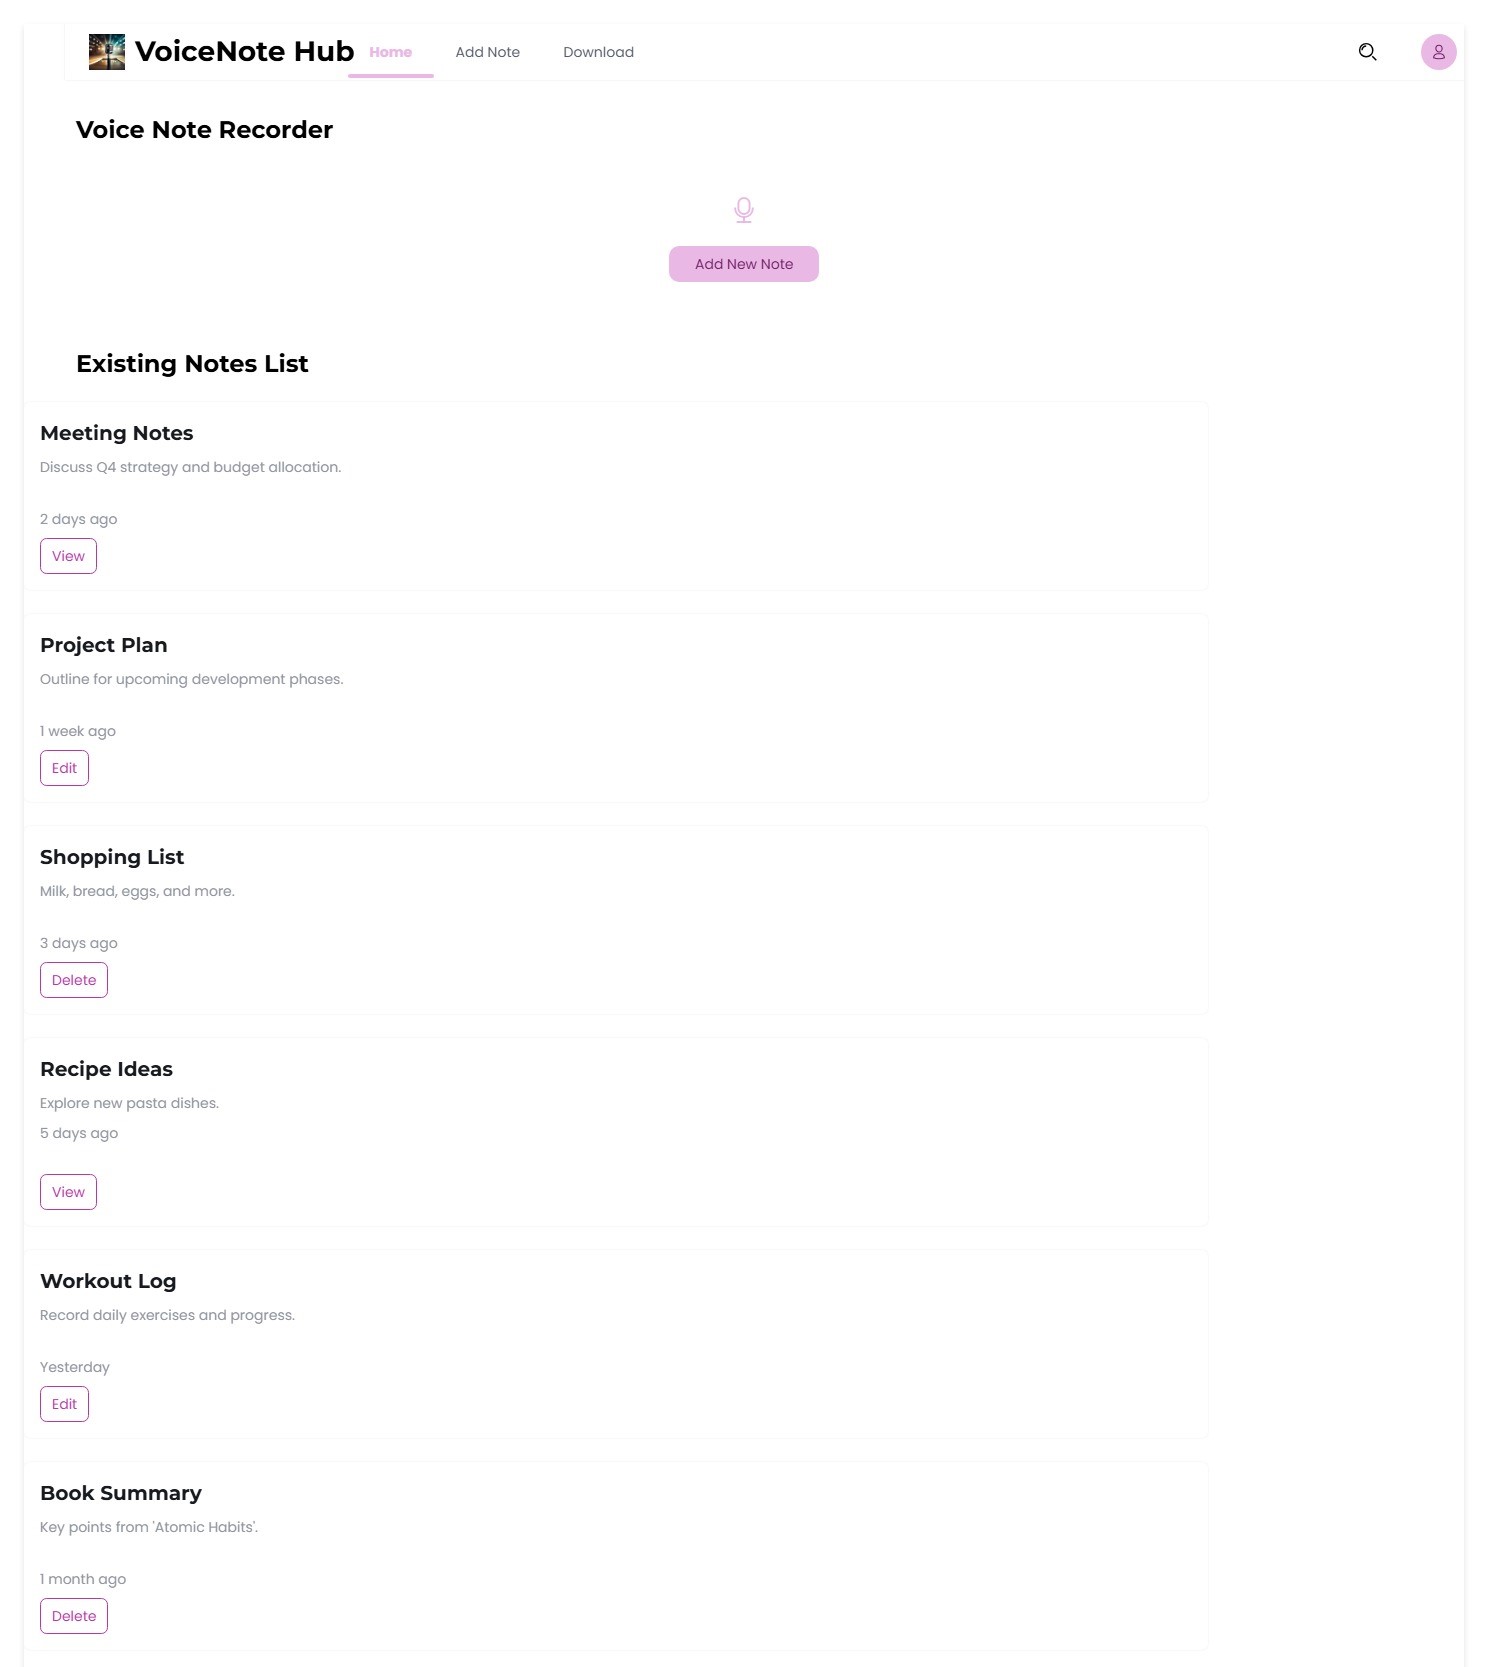 VoiceNote Hub
Home
Add Note
Download
Voice Note Recorder
Add New Note
Existing Notes List
Meeting Notes
Discuss Q4 strategy and budget allocation.
2 days ago
View
Project Plan
Outline for upcoming development phases.
1 week ago
Edit
Shopping List
Milk, bread, eggs, and more.
3 days ago
Delete
Recipe Ideas
Explore new pasta dishes.
5 days ago
View
Workout Log
Record daily exercises and progress.
Yesterday
Edit
Book Summary
Key points from 'Atomic Habits'.
1 month ago
Delete